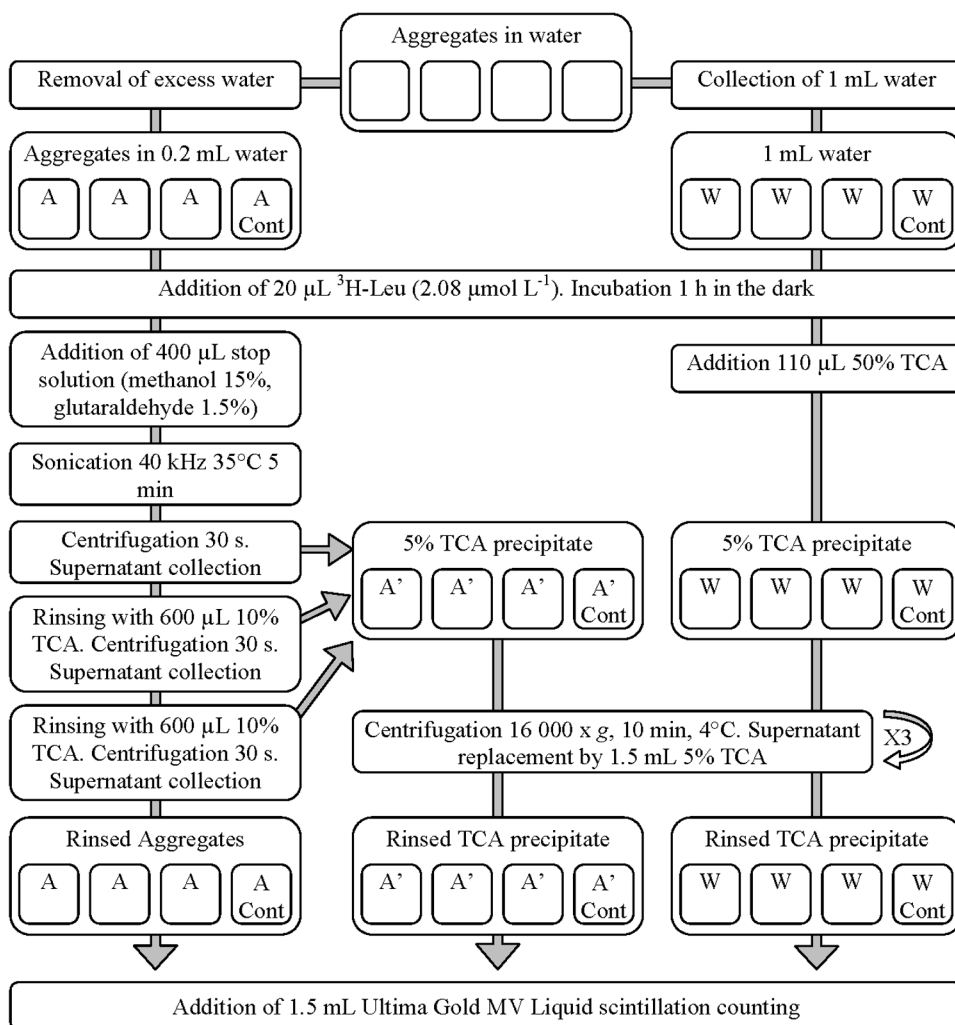 Aggregates in water
Removal of excess water
Collection of 1 mL water
Aggregates in 0.2 mL water
A A A A
Cont
1 mL water
W W W W
Cont
Addition of 20 µL ³H-Leu (2.08 µmol L⁻¹). Incubation 1 h in the dark
Addition of 400 µL stop
solution (methanol 15%,
glutaraldehyde 1.5%)
Addition 110 µL 50% TCA
Sonication 40 kHz 35°C 5
min
Centrifugation 30 s.
Supernatant collection
Rinsing with 600 µL 10%
TCA. Centrifugation 30 s.
Supernatant collection
Rinsing with 600 µL 10%
TCA. Centrifugation 30 s.
Supernatant collection
5% TCA precipitate
A’ A’ A’ A’
Cont
5% TCA precipitate
W W W W
Cont
Centrifugation 16 000 x g, 10 min, 4°C. Supernatant
replacement by 1.5 mL 5% TCA
X3
Rinsed Aggregates
A A A A
Cont
Rinsed TCA precipitate
A’ A’ A’ A’
Cont
Rinsed TCA precipitate
W W W W
Cont
Addition of 1.5 mL Ultima Gold MV Liquid scintillation counting